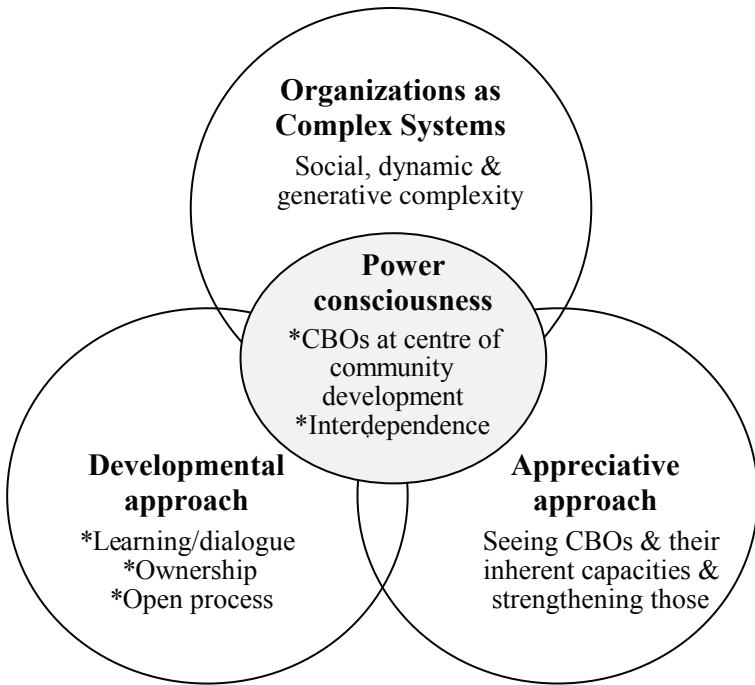 Organizations as
Complex Systems
Social, dynamic &
generative complexity
Power
consciousness
*CBOs at centre of
community
development
*Interdependence
Developmental
approach
*Learning/dialogue
*Ownership
*Open process
Appreciative
approach
Seeing CBOs & their
inherent capacities &
strengthening those